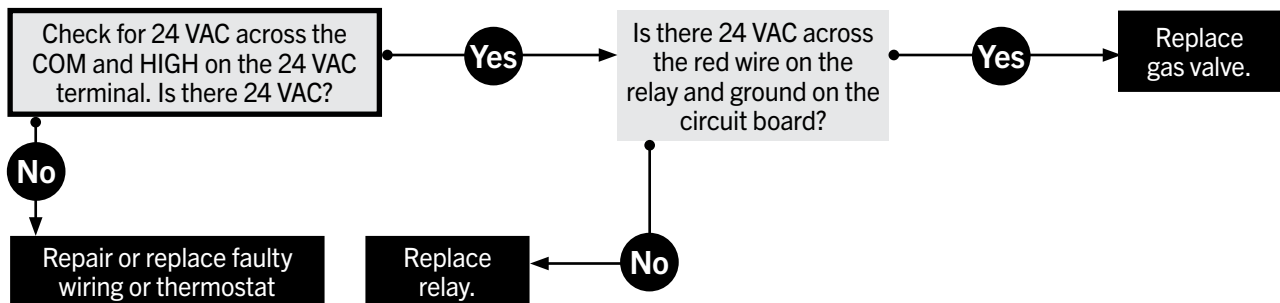 Check for 24 VAC across the
COM and HIGH on the 24 VAC
terminal. Is there 24 VAC?
Yes
Is there 24 VAC across
the red wire on the
relay and ground on the
circuit board?
Yes
Replace
gas valve.
No
Repair or replace faulty
wiring or thermostat
No
Replace
relay.